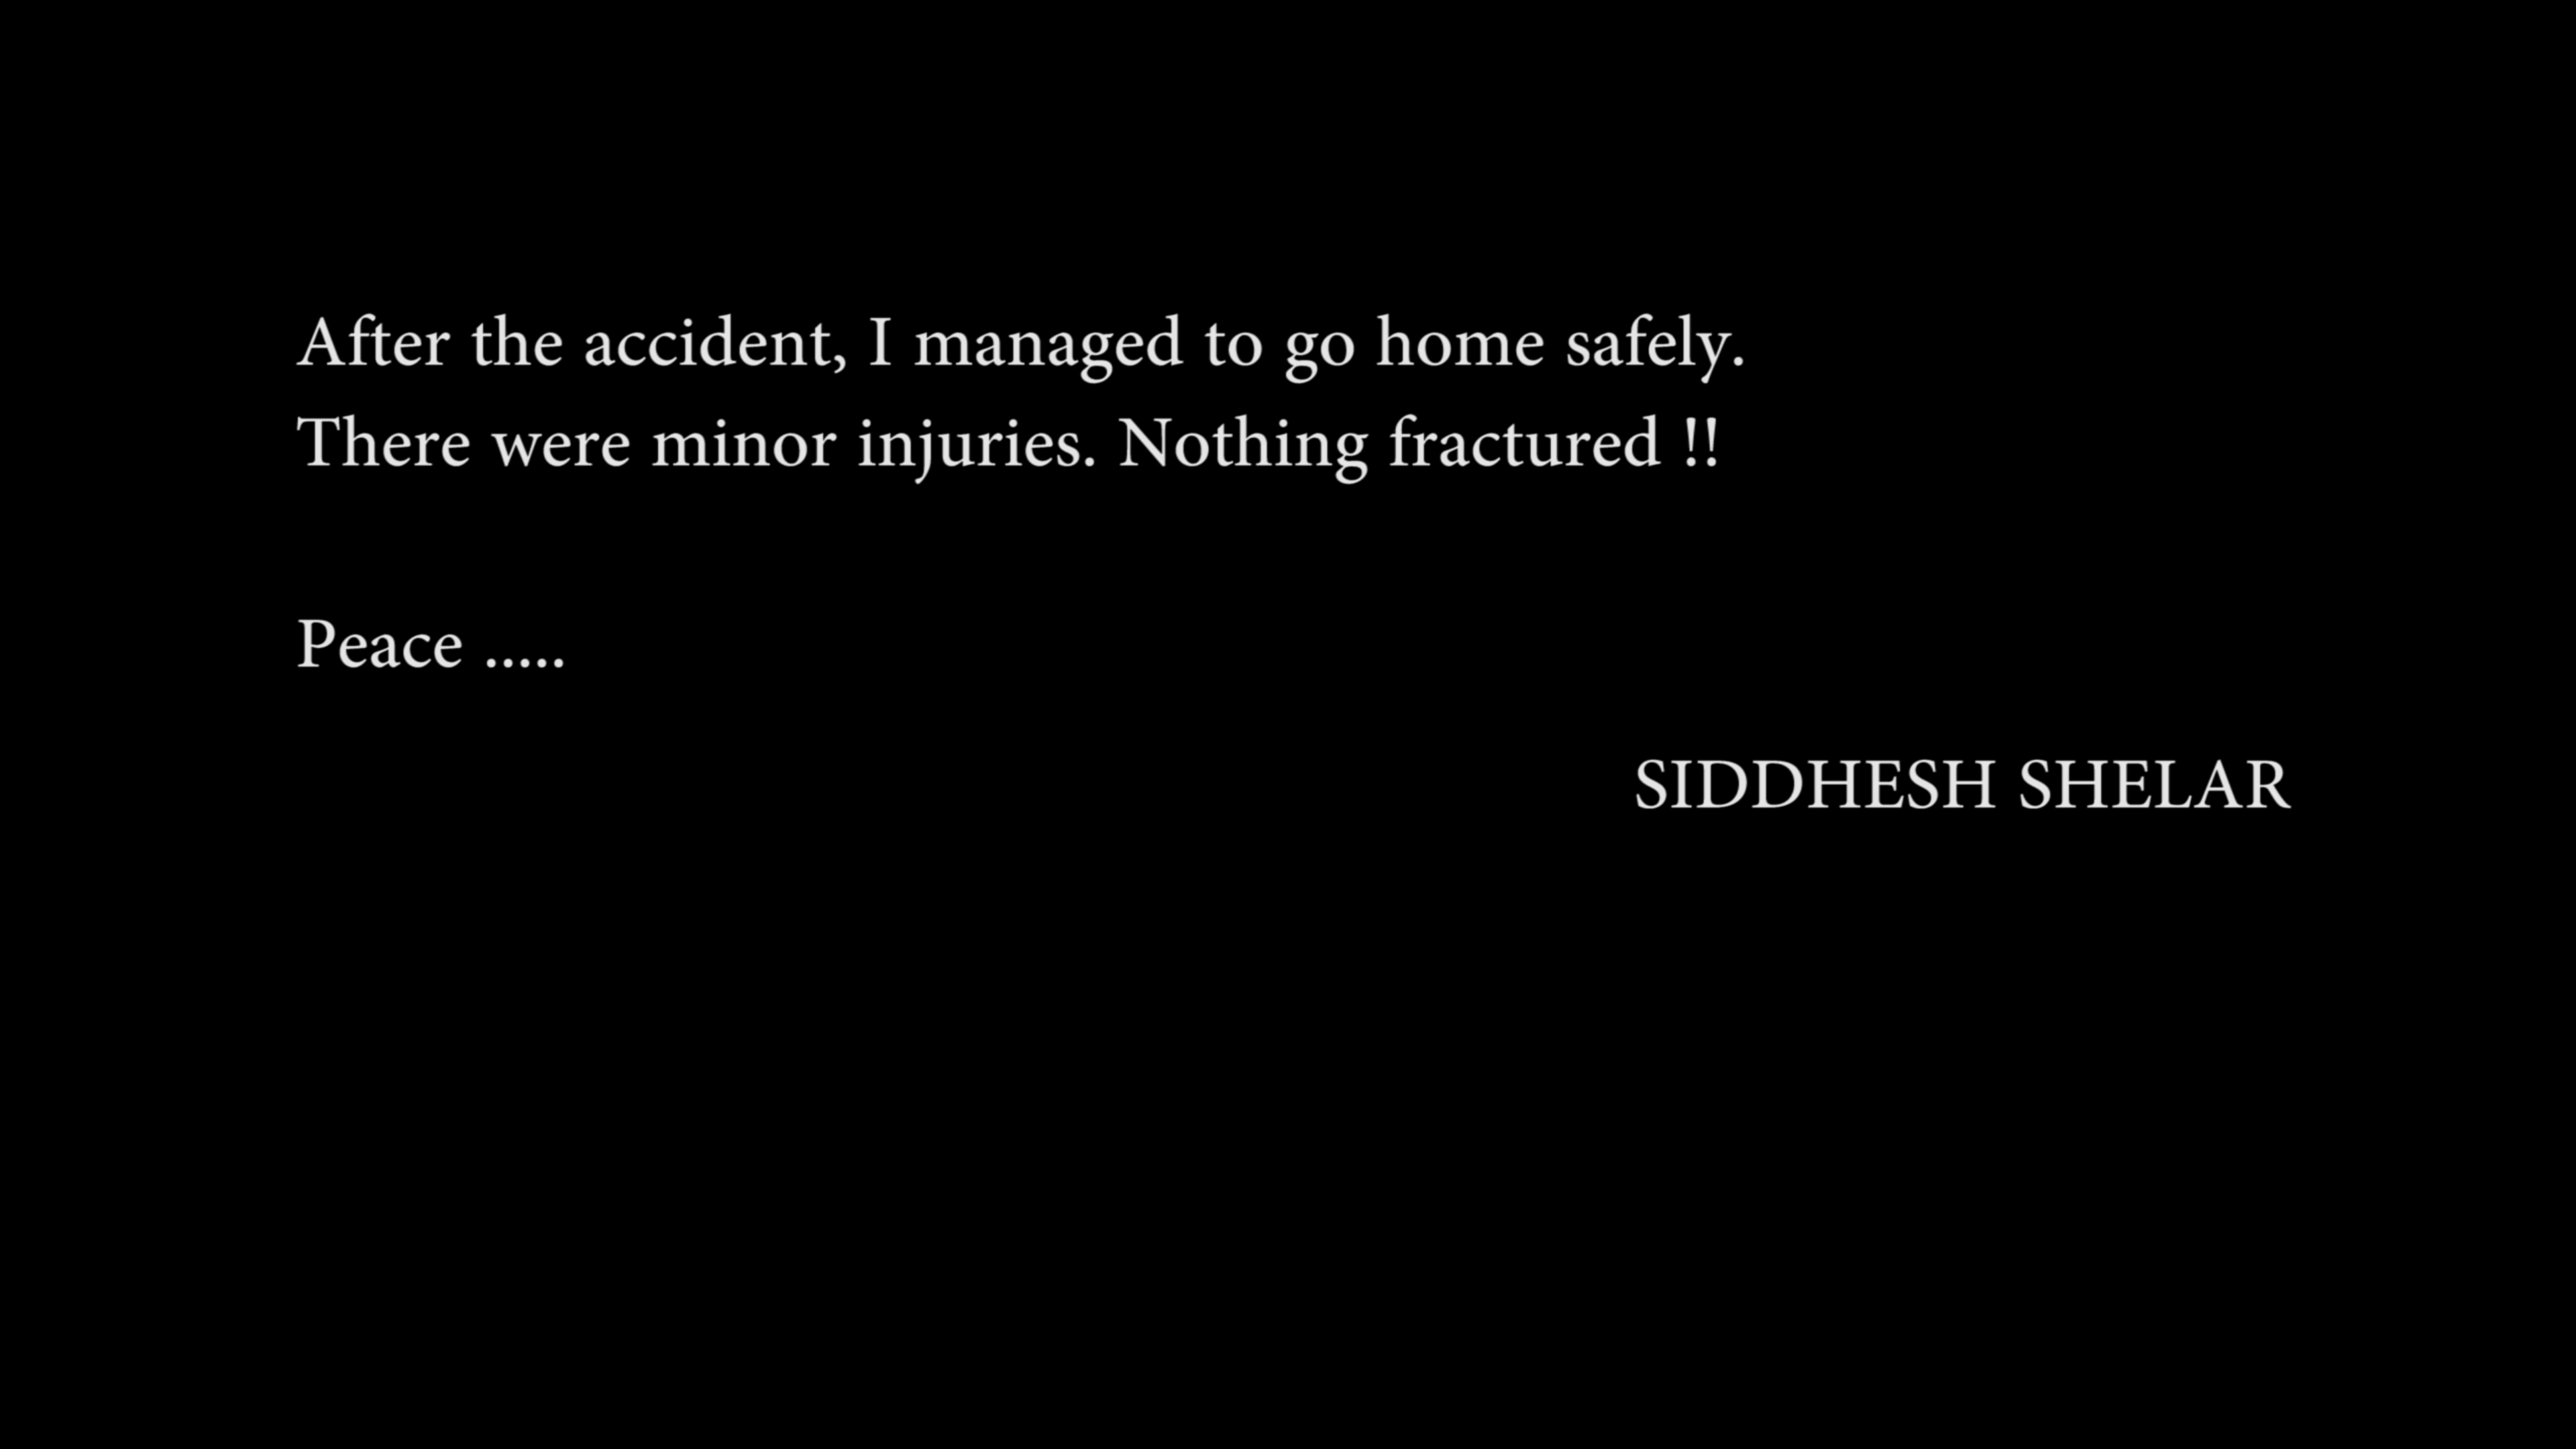 After the accident, I managed to go home safely.
There were minor injuries. Nothing fractured !!
Peace .....
SIDDHESH SHELAR